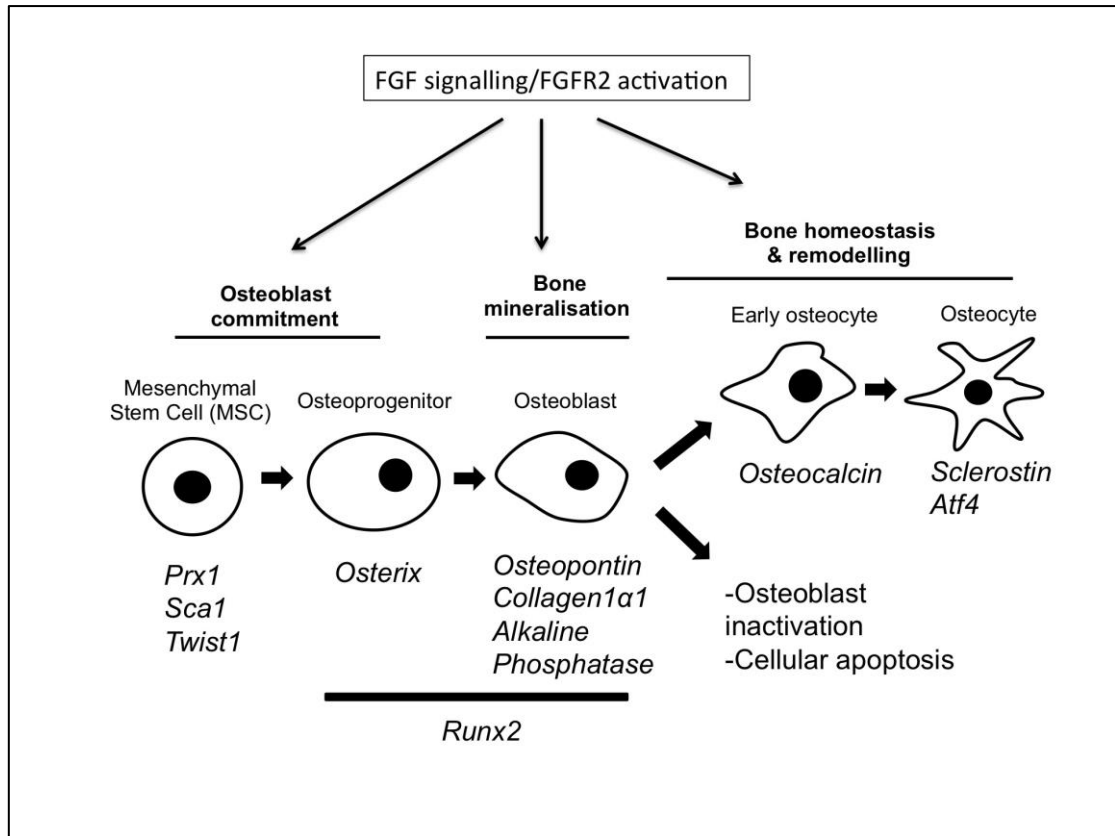 FGF signalling/FGFR2 activation
Osteoblast
commitment
Bone
mineralisation
Bone homeostasis
& remodelling
Mesenchymal
Stem Cell (MSC)
Osteoprogenitor
Osteoblast
Early osteocyte
Osteocyte
Prx1
Sca1
Twist1
Osterix
Osteopontin
Collagen1α1
Alkaline
Phosphatase
Osteocalcin
Sclerostin
Atf4
-Osteoblast
inactivation
-Cellular apoptosis
Runx2